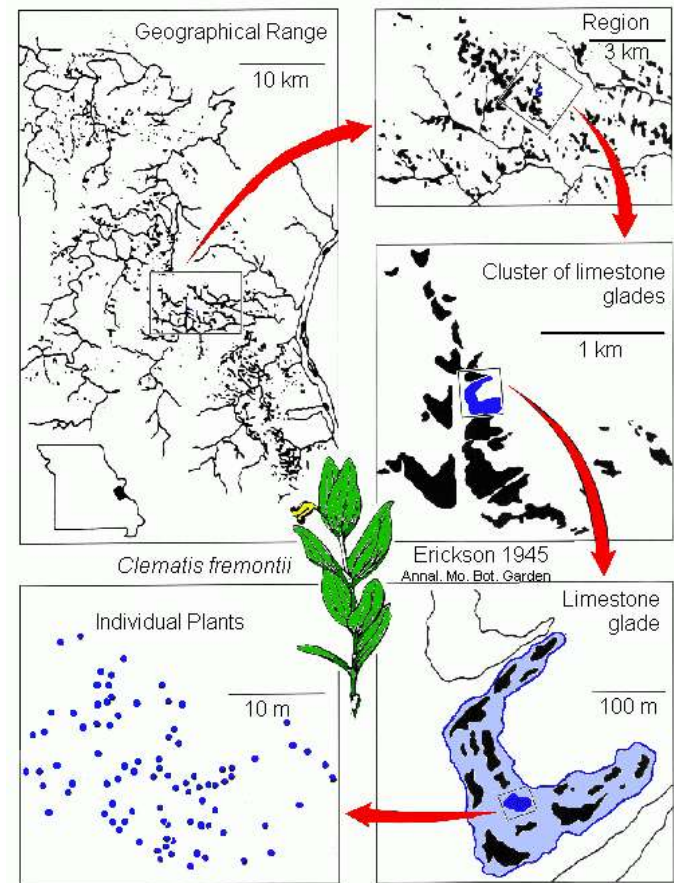 Geographical Range
10 km
Region
3 km
Cluster of limestone
glades
1 km
Clematis fremontii
Erickson 1945
Annal. Mo. Bot. Garden
Individual Plants
10 m
Limestone
glade
100 m